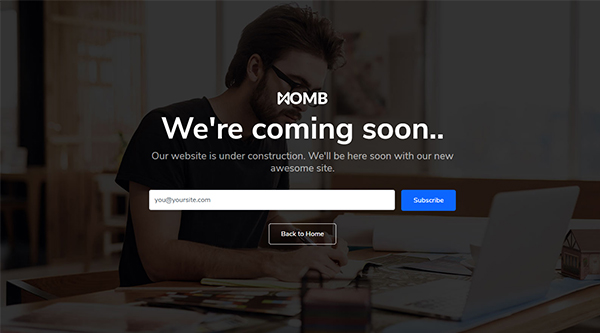 XOMB
We're coming soon..
Our website is under construction. We'll be here soon with our new
awesome site.
you@yoursite.com
Subscribe
Back to Home